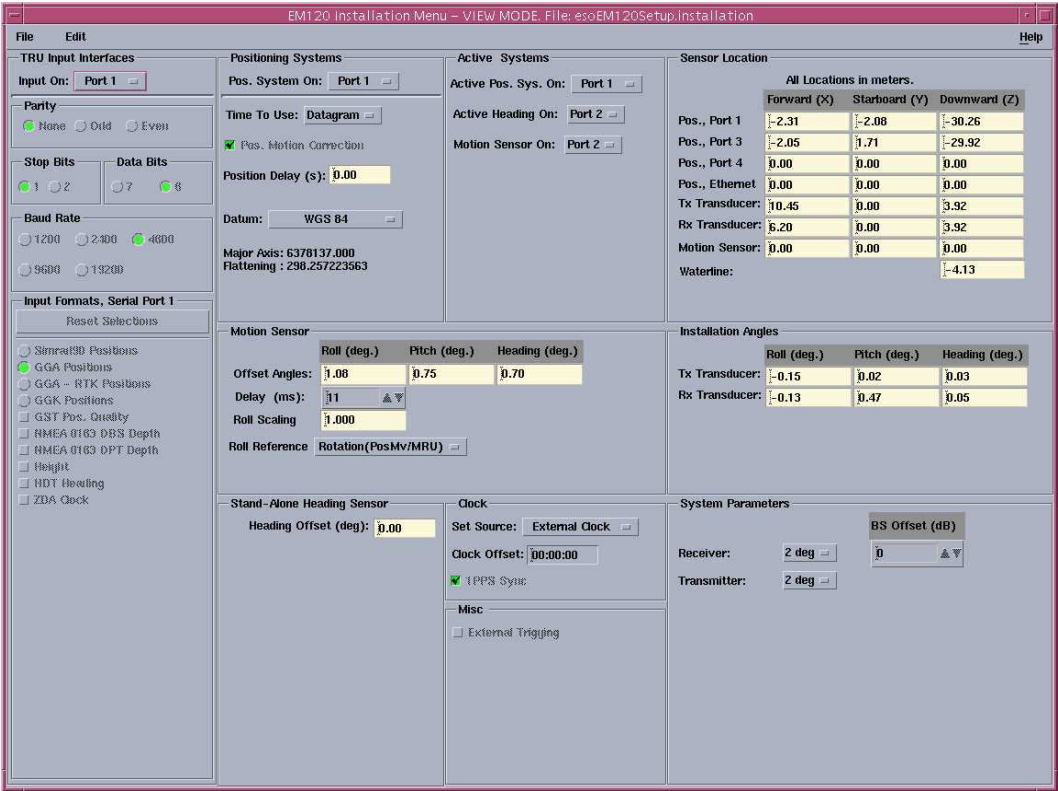 EM120 Installation Menu - VIEW MODE. File: esoEM120Setup.installation
File Edit Help
TRU Input Interfaces
Input On: Port 1
Parity
None Odd Even
Stop Bits
1 2
Data Bits
7 8
Baud Rate
1200 2400 4800
9600 19200
Input Formats, Serial Port 1
Reset Selections
Simrad90 Positions
GGA Positions
GGA - RTK Positions
GGK Positions
GST Pos. Quality
NMEA 0183 DBS Depth
NMEA 0183 DPT Depth
Height
HDT Heading
ZDA Clock
Positioning Systems
Pos. System On: Port 1
Time To Use: Datagram
Pos. Motion Correction
Position Delay (s): 0.00
Datum: WGS 84
Major Axis: 6378137.000
Flattening : 298.257223563
Active Systems
Active Pos. Sys. On: Port 1
Active Heading On: Port 2
Motion Sensor On: Port 2
Sensor Location
All Locations in meters.
Forward (X) Starboard (Y) Downward (Z)
Pos., Port 1 -2.31 -2.08 -30.26
Pos., Port 3 -2.05 1.71 -29.92
Pos., Port 4 0.00 0.00 0.00
Pos., Ethernet 0.00 0.00 0.00
Tx Transducer: 10.45 0.00 3.92
Rx Transducer: 6.20 0.00 3.92
Motion Sensor: 0.00 0.00 0.00
Waterline: -4.13
Motion Sensor
Roll (deg.) Pitch (deg.) Heading (deg.)
Offset Angles: 1.08 0.75 0.70
Delay (ms): 11
Roll Scaling 1.000
Roll Reference Rotation(PosMv/MRU)
Installation Angles
Roll (deg.) Pitch (deg.) Heading (deg.)
Tx Transducer: -0.15 0.02 0.03
Rx Transducer: -0.13 0.47 0.05
Stand-Alone Heading Sensor
Heading Offset (deg): 0.00
Clock
Set Source: External Clock
Clock Offset: 00:00:00
1PPS Sync
Misc
External Trigging
System Parameters
BS Offset (dB)
Receiver: 2 deg 0
Transmitter: 2 deg